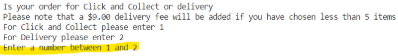 Is your order for Click and Collect or delivery
Please note that a $9.00 delivery fee will be added if you have chosen less than 5 items
For Click and Collect please enter 1
For Delivery please enter 2
Enter a number between 1 and 2